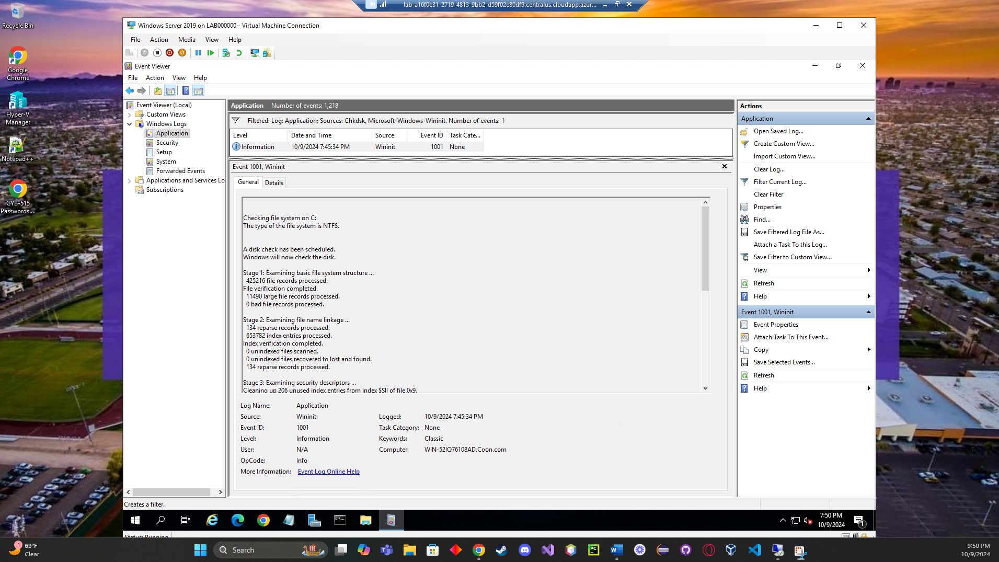 lab-a16f0e31-2719-4813-9bb2-d59f02e80df9.centralus.cloudapp.azur...
Recycle Bin
Google
Chrome
Hyper-V
Manager
Notepad++
CYB-515
Passwords....
Windows Server 2019 on LAB000000 - Virtual Machine Connection
File Action Media View Help
Event Viewer
File Action View Help
Event Viewer (Local)
Custom Views
Windows Logs
Application
Security
Setup
System
Forwarded Events
Applications and Services Lo
Subscriptions
Application Number of events: 1,218
Filtered: Log: Application; Sources: Chkdsk, Microsoft-Windows-Wininit. Number of events: 1
Level Date and Time Source Event ID Task Cate...
Information 10/9/2024 7:45:34 PM Wininit 1001 None
Event 1001, Wininit
General Details
Checking file system on C:
The type of the file system is NTFS.
A disk check has been scheduled.
Windows will now check the disk.
Stage 1: Examining basic file system structure ...
425216 file records processed.
File verification completed.
11490 large file records processed.
0 bad file records processed.
Stage 2: Examining file name linkage ...
134 reparse records processed.
653782 index entries processed.
Index verification completed.
0 unindexed files scanned.
0 unindexed files recovered to lost and found.
134 reparse records processed.
Stage 3: Examining security descriptors ...
Cleaning up 206 unused index entries from index $SII of file 0x9.
Log Name: Application
Source: Wininit Logged: 10/9/2024 7:45:34 PM
Event ID: 1001 Task Category: None
Level: Information Keywords: Classic
User: N/A Computer: WIN-52IQ76108AD.Coon.com
OpCode: Info
More Information: Event Log Online Help
Actions
Application
Open Saved Log...
Create Custom View...
Import Custom View...
Clear Log...
Filter Current Log...
Clear Filter
Properties
Find...
Save Filtered Log File As...
Attach a Task To this Log...
Save Filter to Custom View...
View
Refresh
Help
Event 1001, Wininit
Event Properties
Attach Task To This Event...
Copy
Save Selected Events...
Refresh
Help
Creates a filter.
7:50 PM
10/9/2024
1
Status: Running
1
69°F
Clear
Search
9:50 PM
10/9/2024